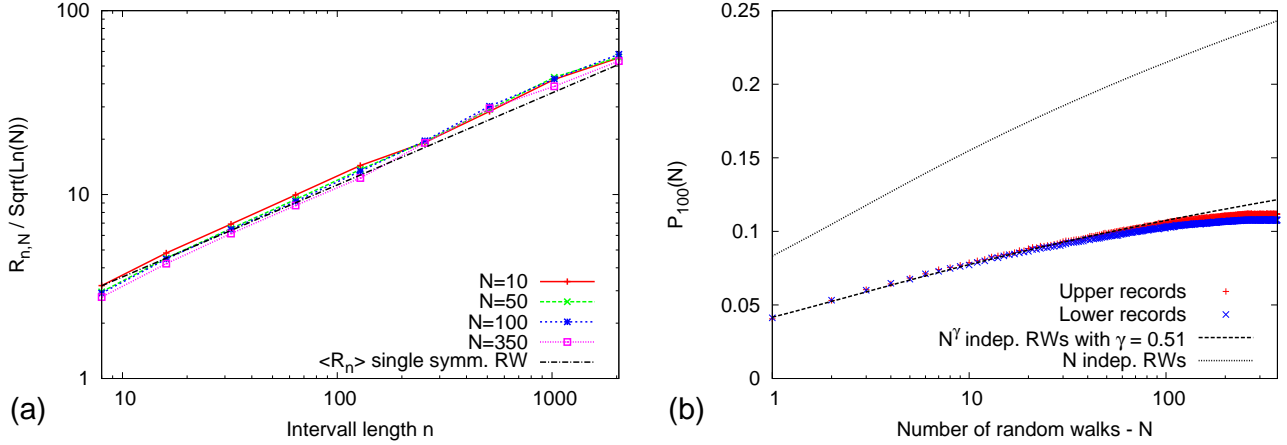 100
10
1
10
100
1000
R_{n,N} / Sqrt(Ln(N))
Intervall length n
N=10
N=50
N=100
N=350
<R_n> single symm. RW
(a)
0.25
0.2
0.15
0.1
0.05
0
1
10
100
P_{100}(N)
Number of random walks - N
Upper records
Lower records
N^γ indep. RWs with γ = 0.51
N indep. RWs
(b)